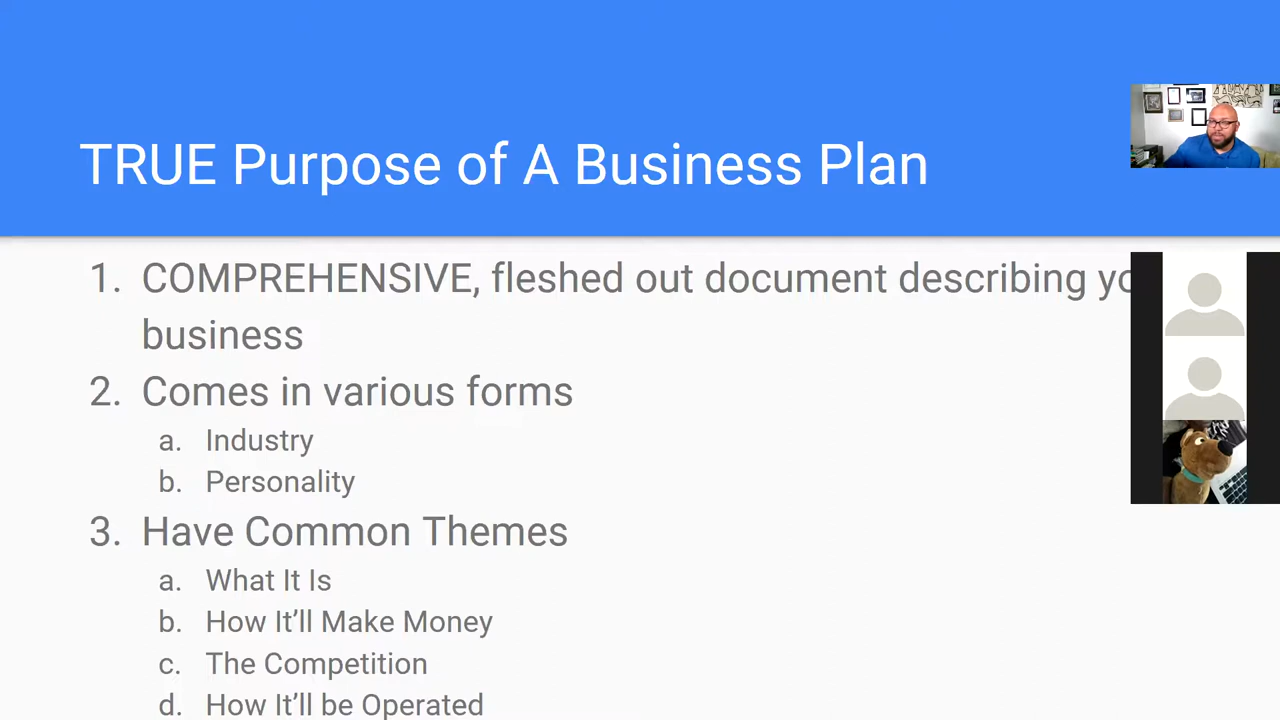 TRUE Purpose of A Business Plan
1. COMPREHENSIVE, fleshed out document describing
business
2. Comes in various forms
a. Industry
b. Personality
3. Have Common Themes
a. What It Is
b. How It’ll Make Money
c. The Competition
d. How It’ll be Operated